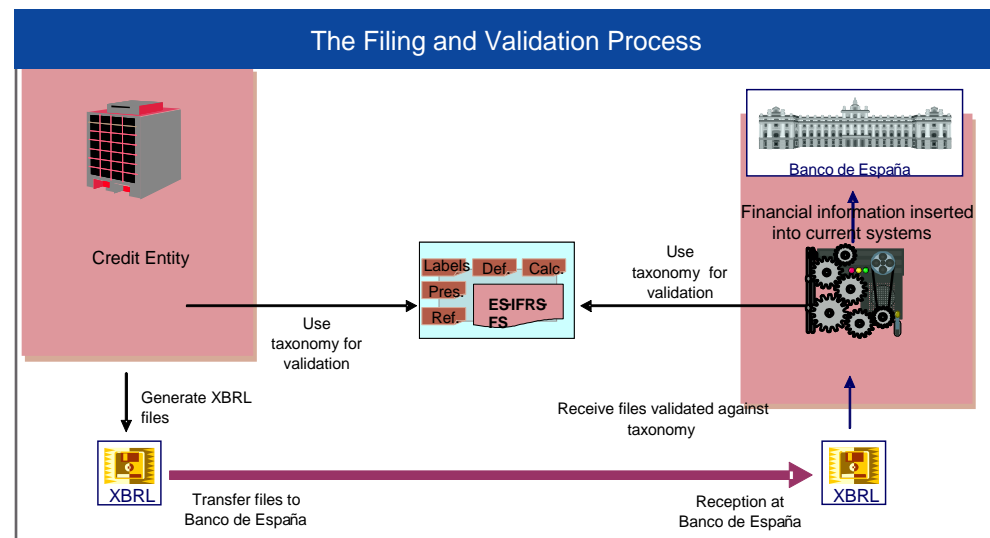 The Filing and Validation Process
Banco de España
Financial information inserted
into current systems
Credit Entity
Labels Def. Calc.
Pres.
Ref.
ES-IFRS-
FS
Use
taxonomy for
validation
Use
taxonomy for
validation
Generate XBRL
files
Receive files validated against
taxonomy
XBRL
XBRL
Transfer files to
Banco de España
Reception at
Banco de España